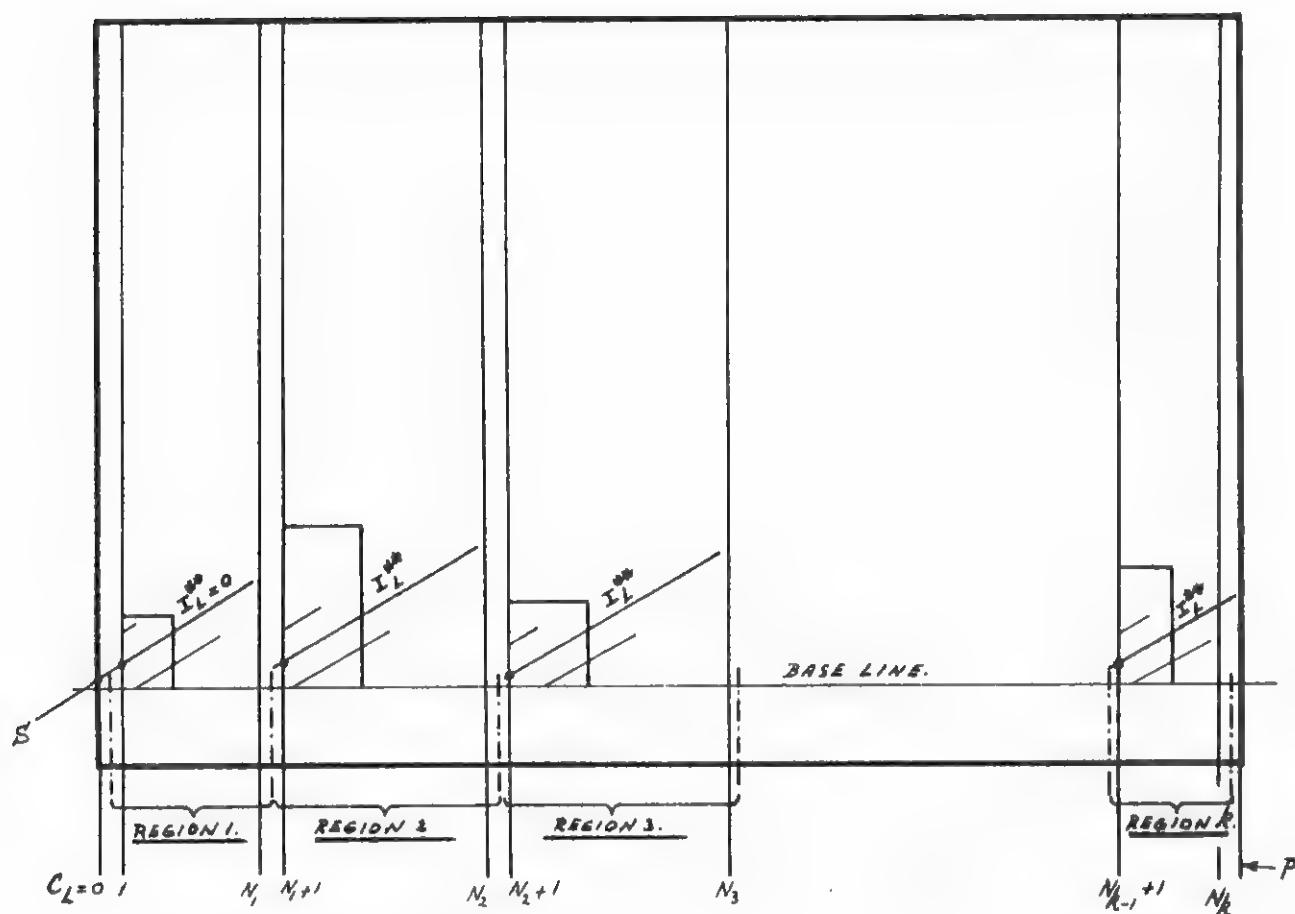 I_L^**=0
I_L^**
I_L^**
I_L^**
BASE LINE.
S
REGION 1.
REGION 2
REGION 3.
REGION k.
C_L=0 1 N_1 N_1+1 N_2 N_2+1 N_3 N_{k-1}+1 N_k P